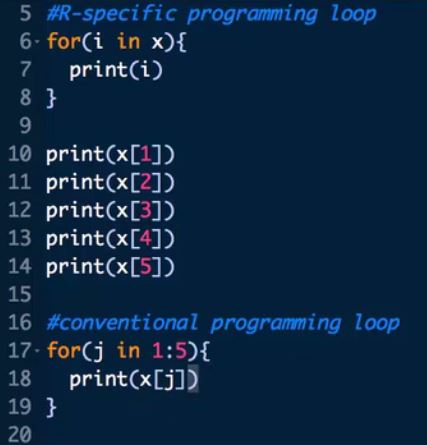 5 #R-specific programming loop
6 for(i in x){
7   print(i)
8 }
9
10 print(x[1])
11 print(x[2])
12 print(x[3])
13 print(x[4])
14 print(x[5])
15
16 #conventional programming loop
17 for(j in 1:5){
18   print(x[j])
19 }
20